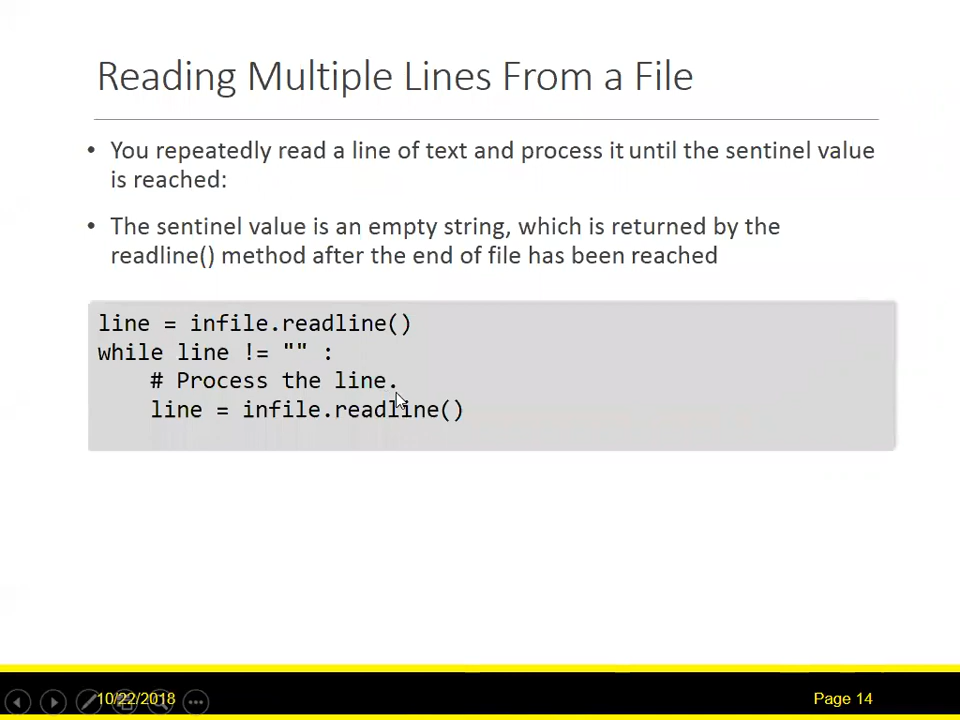 Reading Multiple Lines From a File
• You repeatedly read a line of text and process it until the sentinel value
is reached:
• The sentinel value is an empty string, which is returned by the
readline() method after the end of file has been reached
line = infile.readline()
while line != "" :
    # Process the line.
    line = infile.readline()
10/22/2018
Page 14